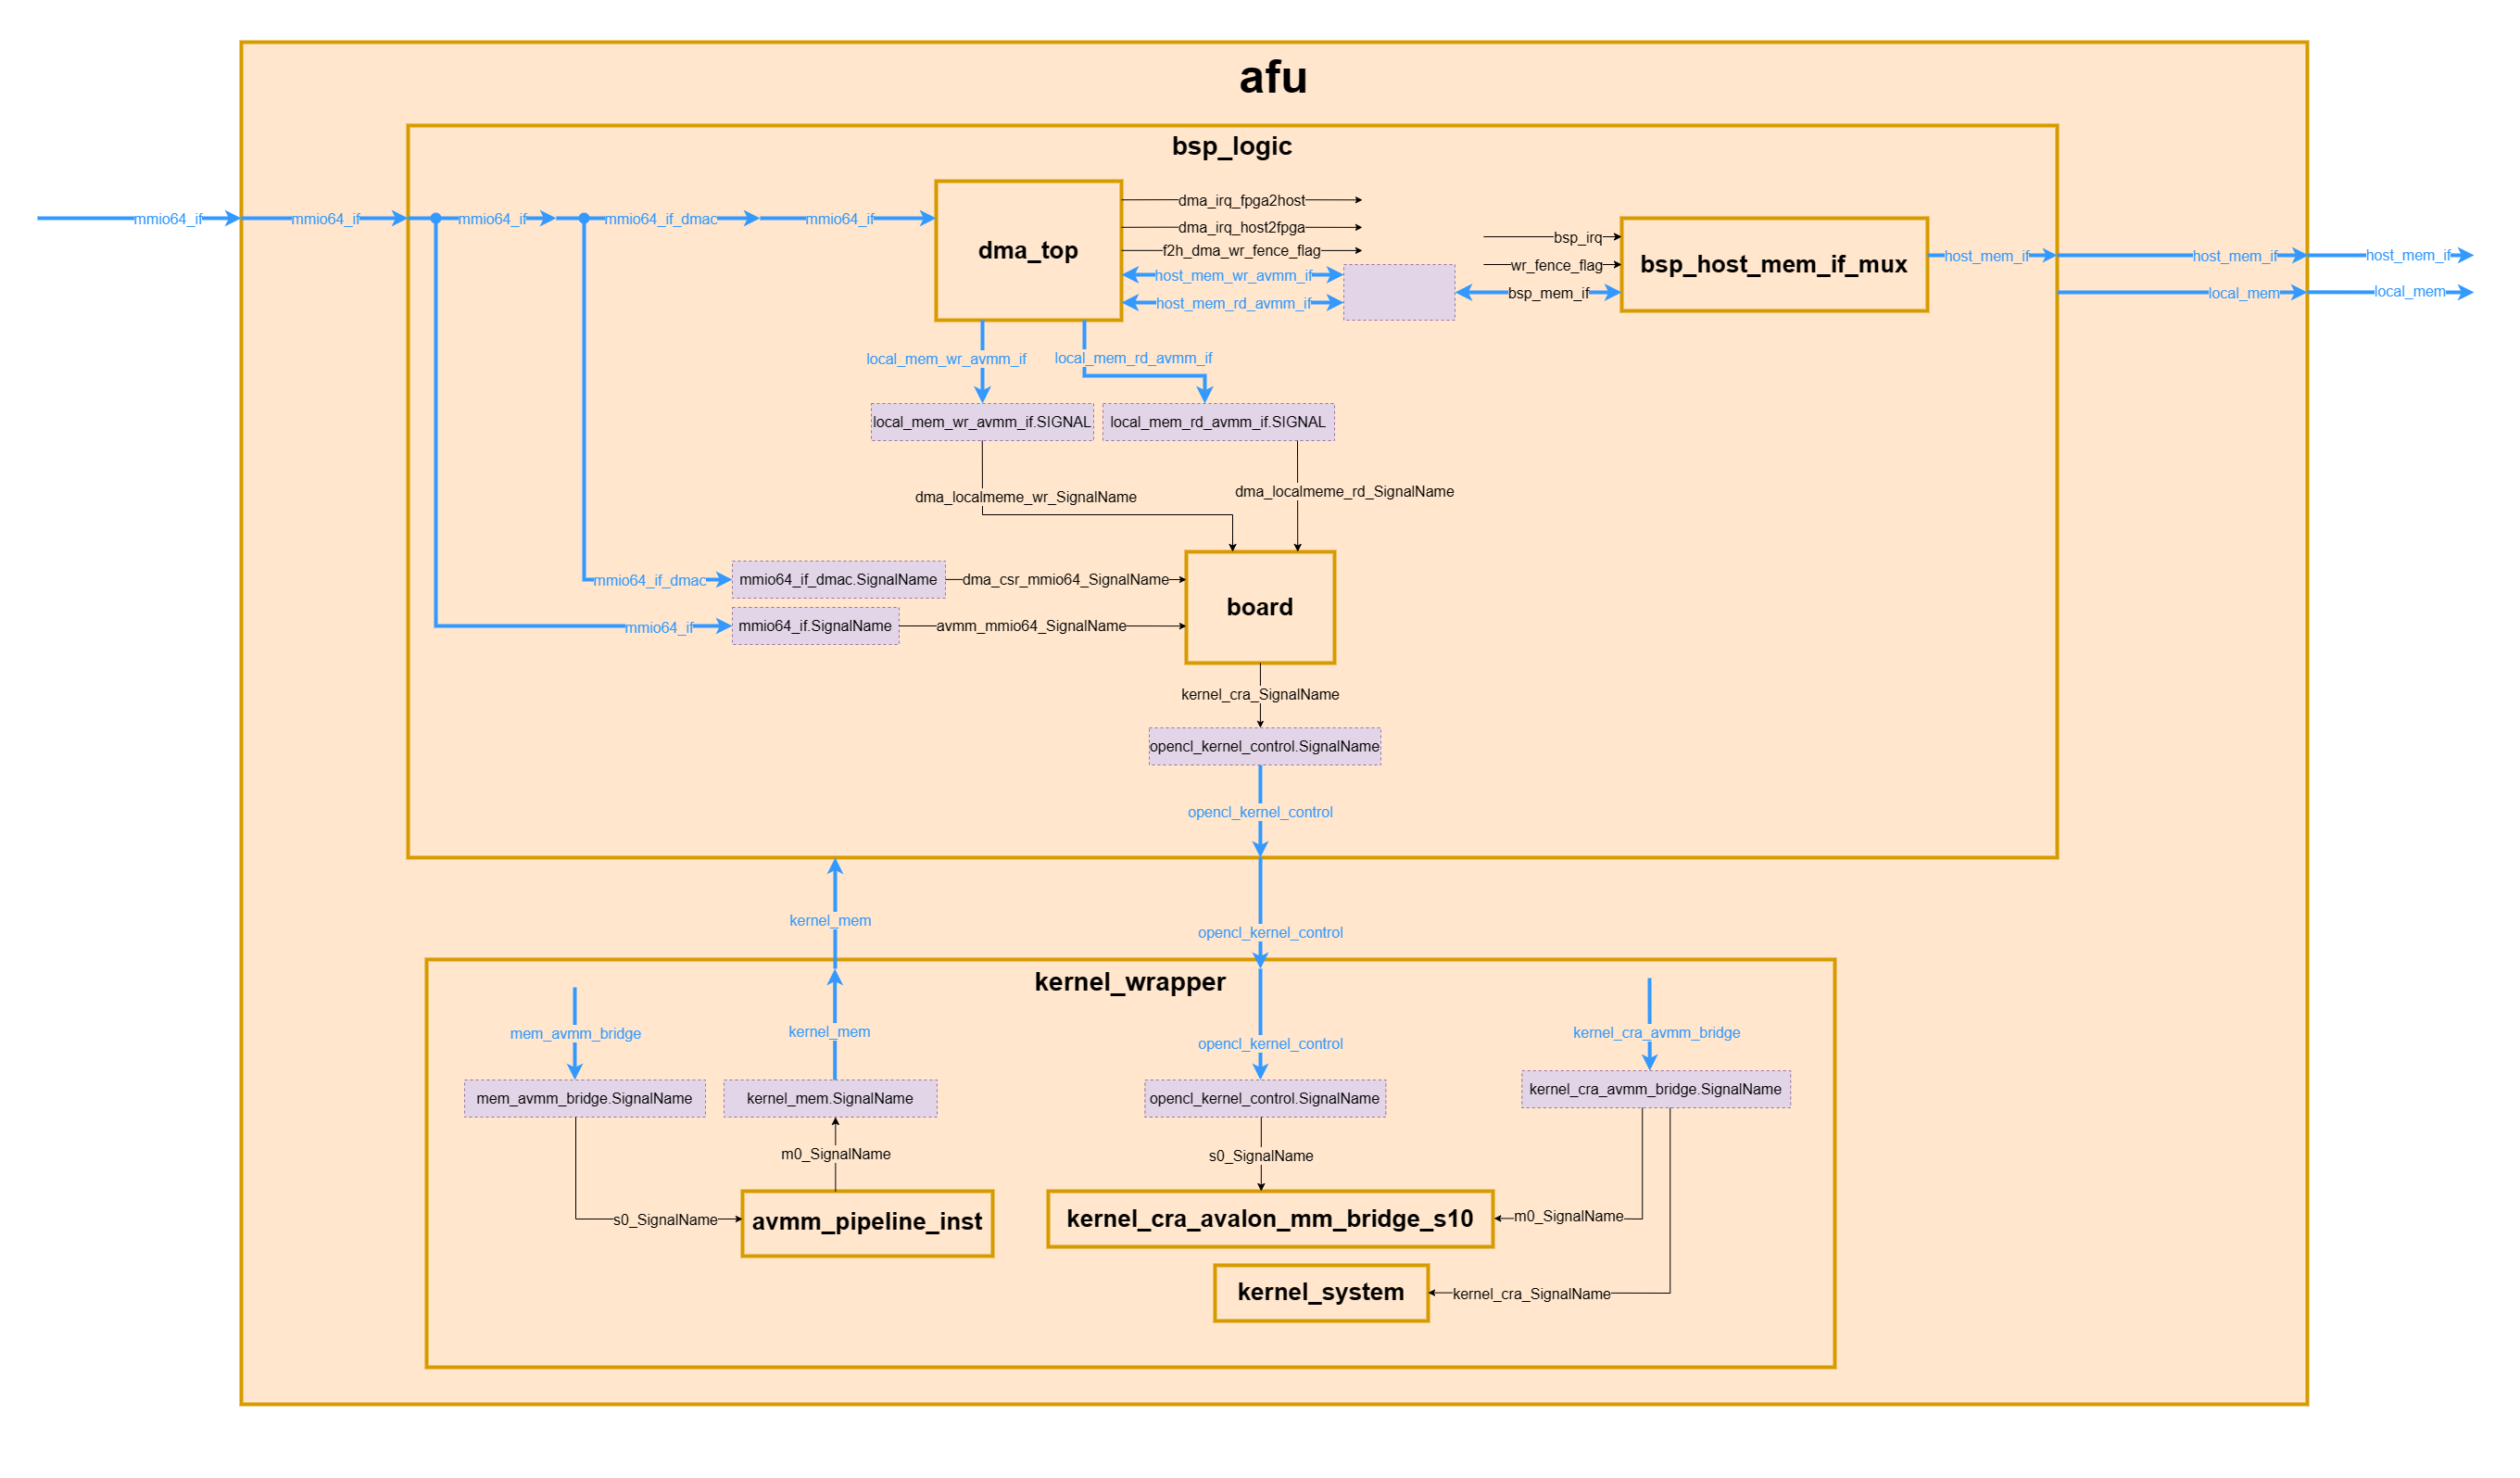 afu
bsp_logic
mmio64_if
mmio64_if
mmio64_if
mmio64_if_dmac
mmio64_if
dma_top
dma_irq_fpga2host
dma_irq_host2fpga
f2h_dma_wr_fence_flag
host_mem_wr_avmm_if
host_mem_rd_avmm_if
bsp_irq
wr_fence_flag
bsp_mem_if
bsp_host_mem_if_mux
host_mem_if
host_mem_if
host_mem_if
local_mem
local_mem
local_mem_wr_avmm_if
local_mem_rd_avmm_if
local_mem_wr_avmm_if.SIGNAL
local_mem_rd_avmm_if.SIGNAL
dma_localmeme_wr_SignalName
dma_localmeme_rd_SignalName
mmio64_if_dmac
mmio64_if_dmac.SignalName
dma_csr_mmio64_SignalName
mmio64_if
mmio64_if.SignalName
avmm_mmio64_SignalName
board
kernel_cra_SignalName
opencl_kernel_control.SignalName
opencl_kernel_control
kernel_mem
opencl_kernel_control
kernel_wrapper
mem_avmm_bridge
kernel_mem
opencl_kernel_control
kernel_cra_avmm_bridge
mem_avmm_bridge.SignalName
kernel_mem.SignalName
opencl_kernel_control.SignalName
kernel_cra_avmm_bridge.SignalName
m0_SignalName
s0_SignalName
s0_SignalName
avmm_pipeline_inst
kernel_cra_avalon_mm_bridge_s10
m0_SignalName
kernel_system
kernel_cra_SignalName